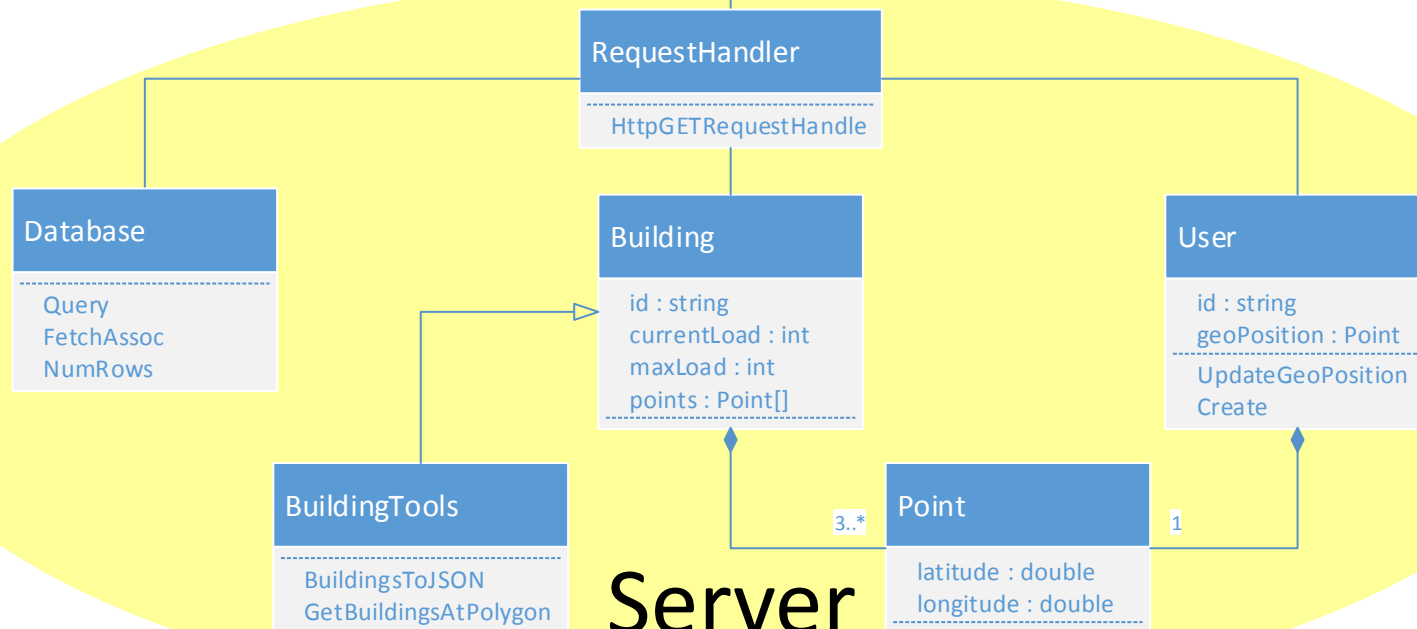 RequestHandler
HttpGETRequestHandle
Database
Query
FetchAssoc
NumRows
Building
id : string
currentLoad : int
maxLoad : int
points : Point[]
User
id : string
geoPosition : Point
UpdateGeoPosition
Create
BuildingTools
BuildingsToJSON
GetBuildingsAtPolygon
3..*
Point
latitude : double
longitude : double
1
Server